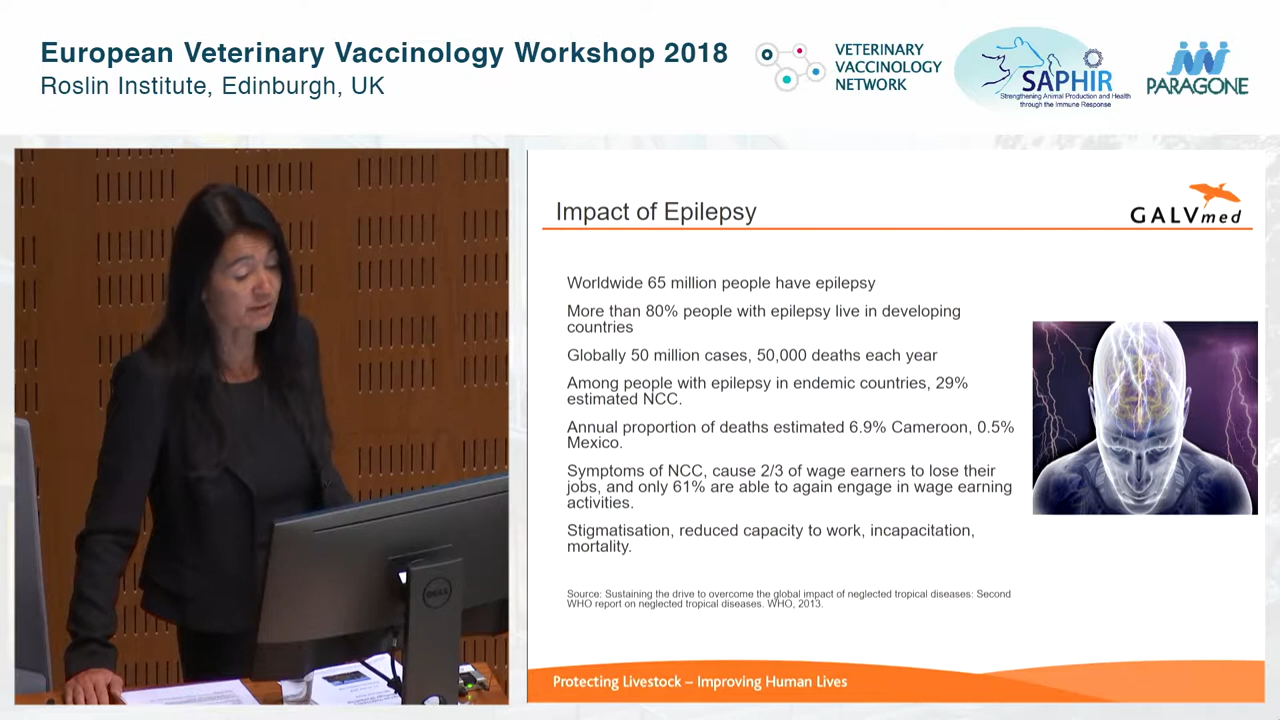 European Veterinary Vaccinology Workshop 2018
Roslin Institute, Edinburgh, UK
VETERINARY
VACCINOLOGY
NETWORK
SAPHIR
Strengthening Animal Production and Health
through the Immune Response
PARAGONE
Impact of Epilepsy
GALVmed
Worldwide 65 million people have epilepsy
More than 80% people with epilepsy live in developing
countries
Globally 50 million cases, 50,000 deaths each year
Among people with epilepsy in endemic countries, 29%
estimated NCC.
Annual proportion of deaths estimated 6.9% Cameroon, 0.5%
Mexico.
Symptoms of NCC, cause 2/3 of wage earners to lose their
jobs, and only 61% are able to again engage in wage earning
activities.
Stigmatisation, reduced capacity to work, incapacitation,
mortality.
Source: Sustaining the drive to overcome the global impact of neglected tropical diseases: Second
WHO report on neglected tropical diseases. WHO, 2013.
Protecting Livestock – Improving Human Lives
DELL